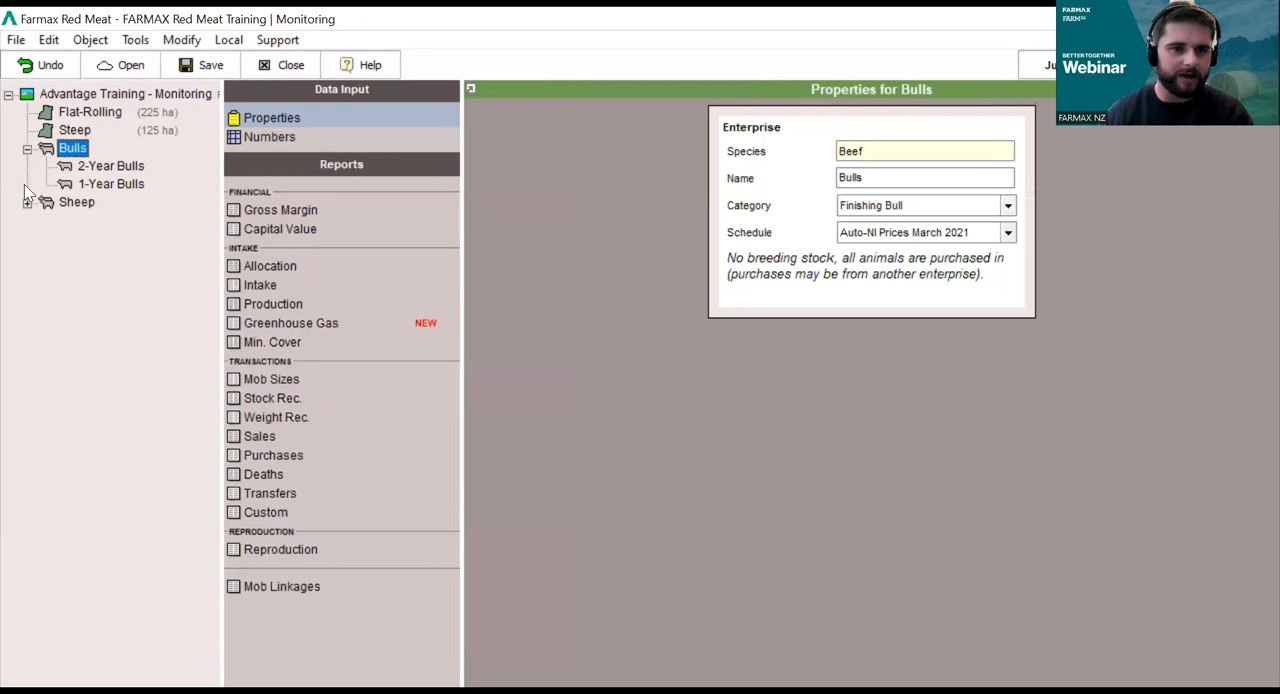 Farmax Red Meat - FARMAX Red Meat Training | Monitoring
File Edit Object Tools Modify Local Support
Undo Open Save Close Help
Advantage Training - Monitoring
Flat-Rolling (225 ha)
Steep (125 ha)
Bulls
2-Year Bulls
1-Year Bulls
Sheep
Data Input
Properties
Numbers
Reports
FINANCIAL
Gross Margin
Capital Value
INTAKE
Allocation
Intake
Production
Greenhouse Gas NEW
Min. Cover
TRANSACTIONS
Mob Sizes
Stock Rec.
Weight Rec.
Sales
Purchases
Deaths
Transfers
Custom
REPRODUCTION
Reproduction
Mob Linkages
Properties for Bulls
Enterprise
Species Beef
Name Bulls
Category Finishing Bull
Schedule Auto-NI Prices March 2021
No breeding stock, all animals are purchased in
(purchases may be from another enterprise).
FARMAX
FARMIQ
BETTER TOGETHER
Webinar
FARMAX NZ